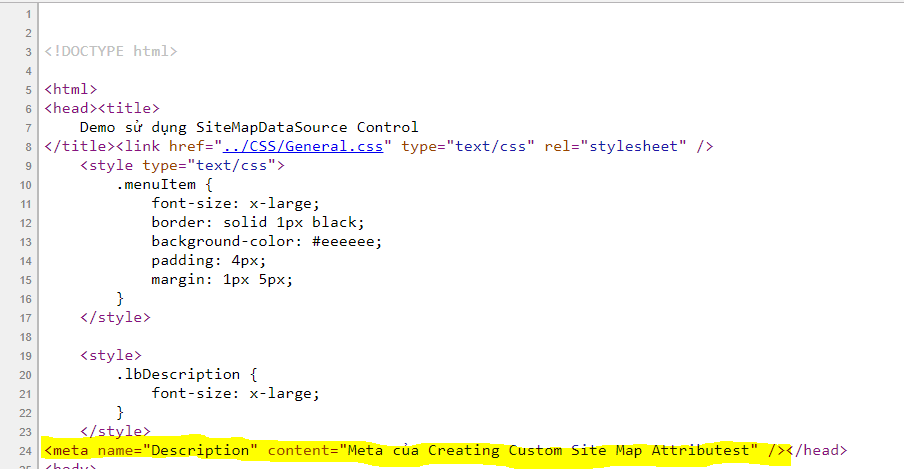 1
2
3 <!DOCTYPE html>
4
5 <html>
6 <head><title>
7 Demo sử dụng SiteMapDataSource Control
8 </title><link href="../CSS/General.css" type="text/css" rel="stylesheet" />
9 <style type="text/css">
10 .menuItem {
11 font-size: x-large;
12 border: solid 1px black;
13 background-color: #eeeeee;
14 padding: 4px;
15 margin: 1px 5px;
16 }
17 </style>
18
19 <style>
20 .lbDescription {
21 font-size: x-large;
22 }
23 </style>
24 <meta name="Description" content="Meta của Creating Custom Site Map Attributest" /></head>